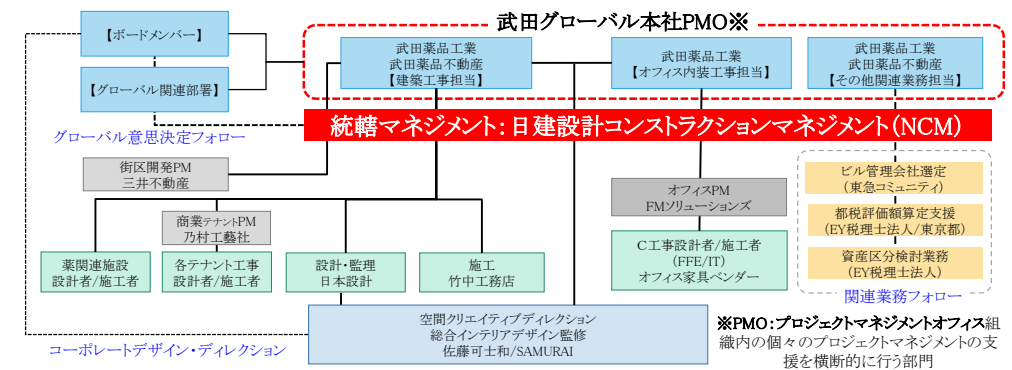 武田グローバル本社PMO※
【ボードメンバー】
【グローバル関連部署】
グローバル意思決定フォロー
武田薬品工業
武田薬品不動産
【建築工事担当】
武田薬品工業
【オフィス内装工事担当】
武田薬品工業
武田薬品不動産
【その他関連業務担当】
統轄マネジメント：日建設計コンストラクションマネジメント（NCM）
街区開発PM
三井不動産
商業テナントPM
乃村工藝社
薬関連施設
設計者/施工者
各テナント工事
設計者/施工者
設計・監理
日本設計
施工
竹中工務店
オフィスPM
FMソリューションズ
C工事設計者/施工者
(FFE/IT)
オフィス家具ベンダー
ビル管理会社選定
(東急コミュニティ)
都税評価額算定支援
(EY税理士法人/東京都)
資産区分検討業務
(EY税理士法人)
関連業務フォロー
空間クリエイティブディレクション
総合インテリアデザイン監修
佐藤可士和/SAMURAI
コーポレートデザイン・ディレクション
※PMO：プロジェクトマネジメントオフィス組
織内の個々のプロジェクトマネジメントの支
援を横断的に行う部門